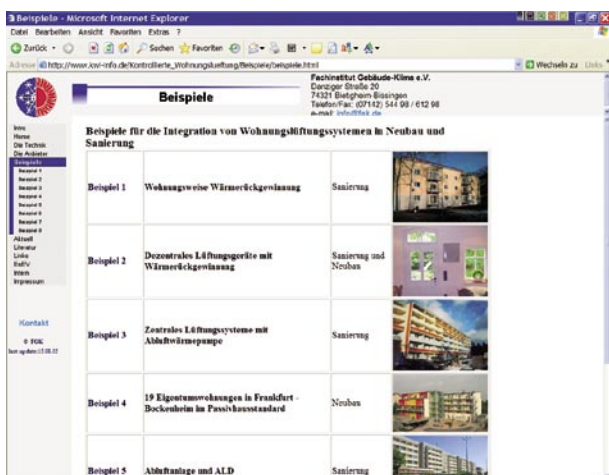 Beispiele - Microsoft Internet Explorer
Datei Bearbeiten Ansicht Favoriten Extras ?
Zurück Suchen Favoriten
Adresse http://www.kwl-info.de/Kontrollierte_Wohnungslueftung/Beispiele/beispiele.html Wechseln zu Links
Beispiele
Fachinstitut Gebäude-Klima e.V.
Danziger Straße 20
74321 Bietigheim-Bissingen
Telefon/Fax: (07142) 544 98 / 612 98
e-mail: info@fgk.de
Intro
Home
Die Technik
Die Anbieter
Beispiele
Beispiel 1
Beispiel 2
Beispiel 3
Beispiel 4
Beispiel 5
Beispiel 6
Beispiel 7
Beispiel 8
Aktuell
Literatur
Links
EnEV
Intern
Impressum
Kontakt
© FGK
Beispiele für die Integration von Wohnungslüftungssystemen in Neubau und
Sanierung
Beispiel 1 Wohnungsweise Wärmerückgewinnung Sanierung
Beispiel 2 Dezentrales Lüftungsgeräte mit
Wärmerückgewinnung Sanierung und
Neubau
Beispiel 3 Zentrales Lüftungssysteme mit
Abluftwärmepumpe Sanierung
Beispiel 4 19 Eigentumswohnungen in Frankfurt -
Bockenheim im Passivhausstandard Neubau
Beispiel 5 Abluftanlage und ALD Sanierung